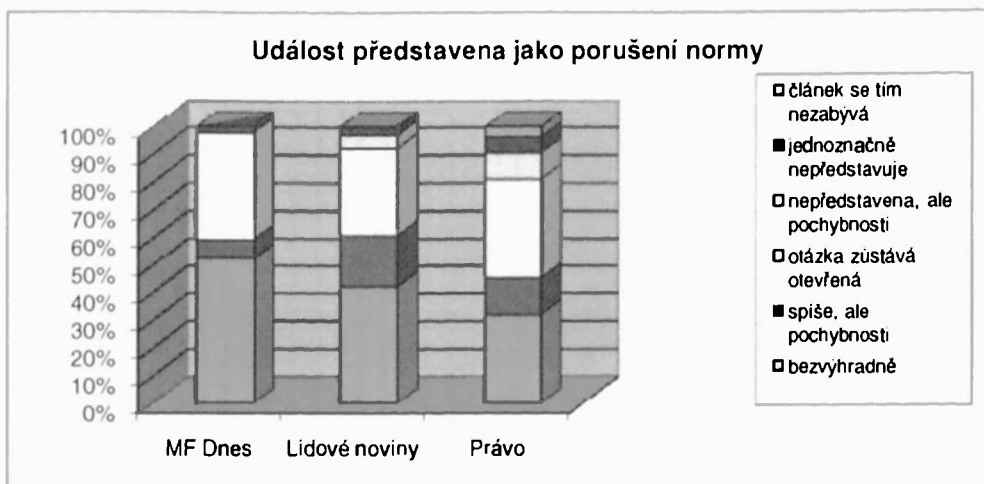 Událost představena jako porušení normy
100%
90%
80%
70%
60%
50%
40%
30%
20%
10%
0%
MF Dnes
Lidové noviny
Právo
článek se tím
nezabývá
jednoznačně
nepředstavuje
nepředstavena, ale
pochybnosti
otázka zůstává
otevřená
spíše, ale
pochybnosti
bezvýhradně